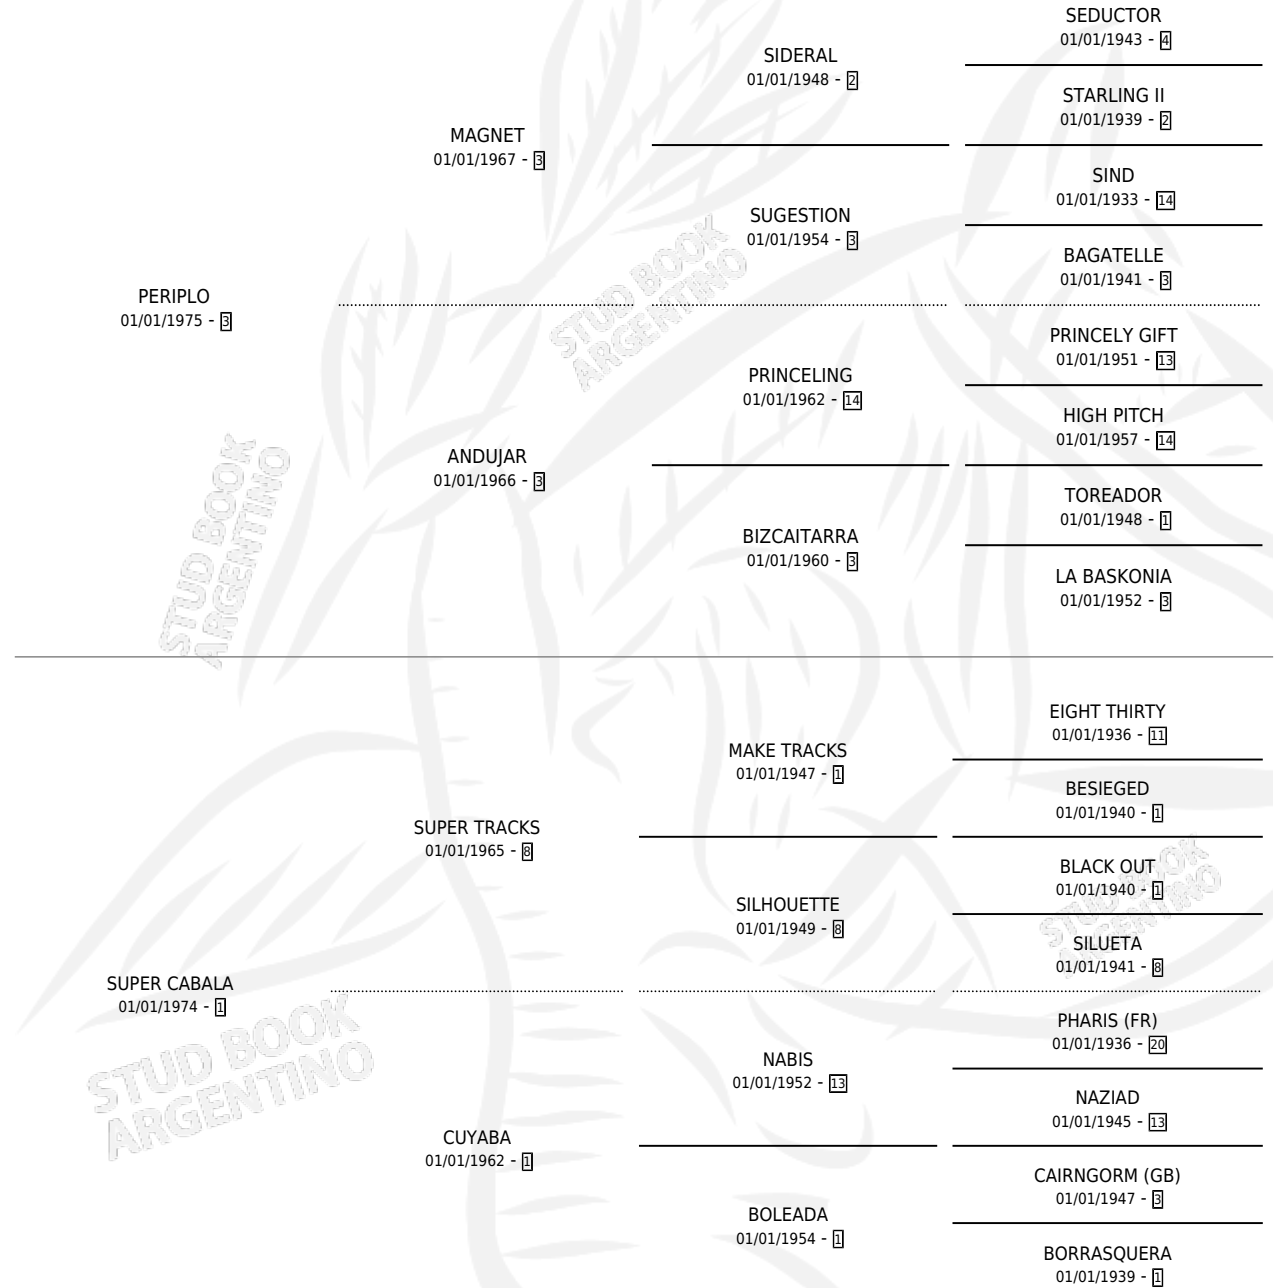 SEDUCTOR
01/01/1943 - 4
SIDERAL
01/01/1948 - 2
STARLING II
01/01/1939 - 2
MAGNET
01/01/1967 - 3
SIND
01/01/1933 - 14
SUGESTION
01/01/1954 - 3
BAGATELLE
01/01/1941 - 3
PERIPLO
01/01/1975 - 3
PRINCELY GIFT
01/01/1951 - 13
PRINCELING
01/01/1962 - 14
HIGH PITCH
01/01/1957 - 14
ANDUJAR
01/01/1966 - 3
TOREADOR
01/01/1948 - 1
BIZCAITARRA
01/01/1960 - 3
LA BASKONIA
01/01/1952 - 3
EIGHT THIRTY
01/01/1936 - 11
MAKE TRACKS
01/01/1947 - 1
BESIEGED
01/01/1940 - 1
SUPER TRACKS
01/01/1965 - 8
BLACK OUT
01/01/1940 - 1
SILHOUETTE
01/01/1949 - 8
SILUETA
01/01/1941 - 8
SUPER CABALA
01/01/1974 - 1
PHARIS (FR)
01/01/1936 - 20
NABIS
01/01/1952 - 13
NAZIAD
01/01/1945 - 13
CUYABA
01/01/1962 - 1
CAIRNGORM (GB)
01/01/1947 - 3
BOLEADA
01/01/1954 - 1
BORRASQUERA
01/01/1939 - 1
STUD BOOK
ARGENTINO
STUD BOOK
ARGENTINO
STUD BOOK
ARGENTINO
STUD BOOK
ARGENTINO